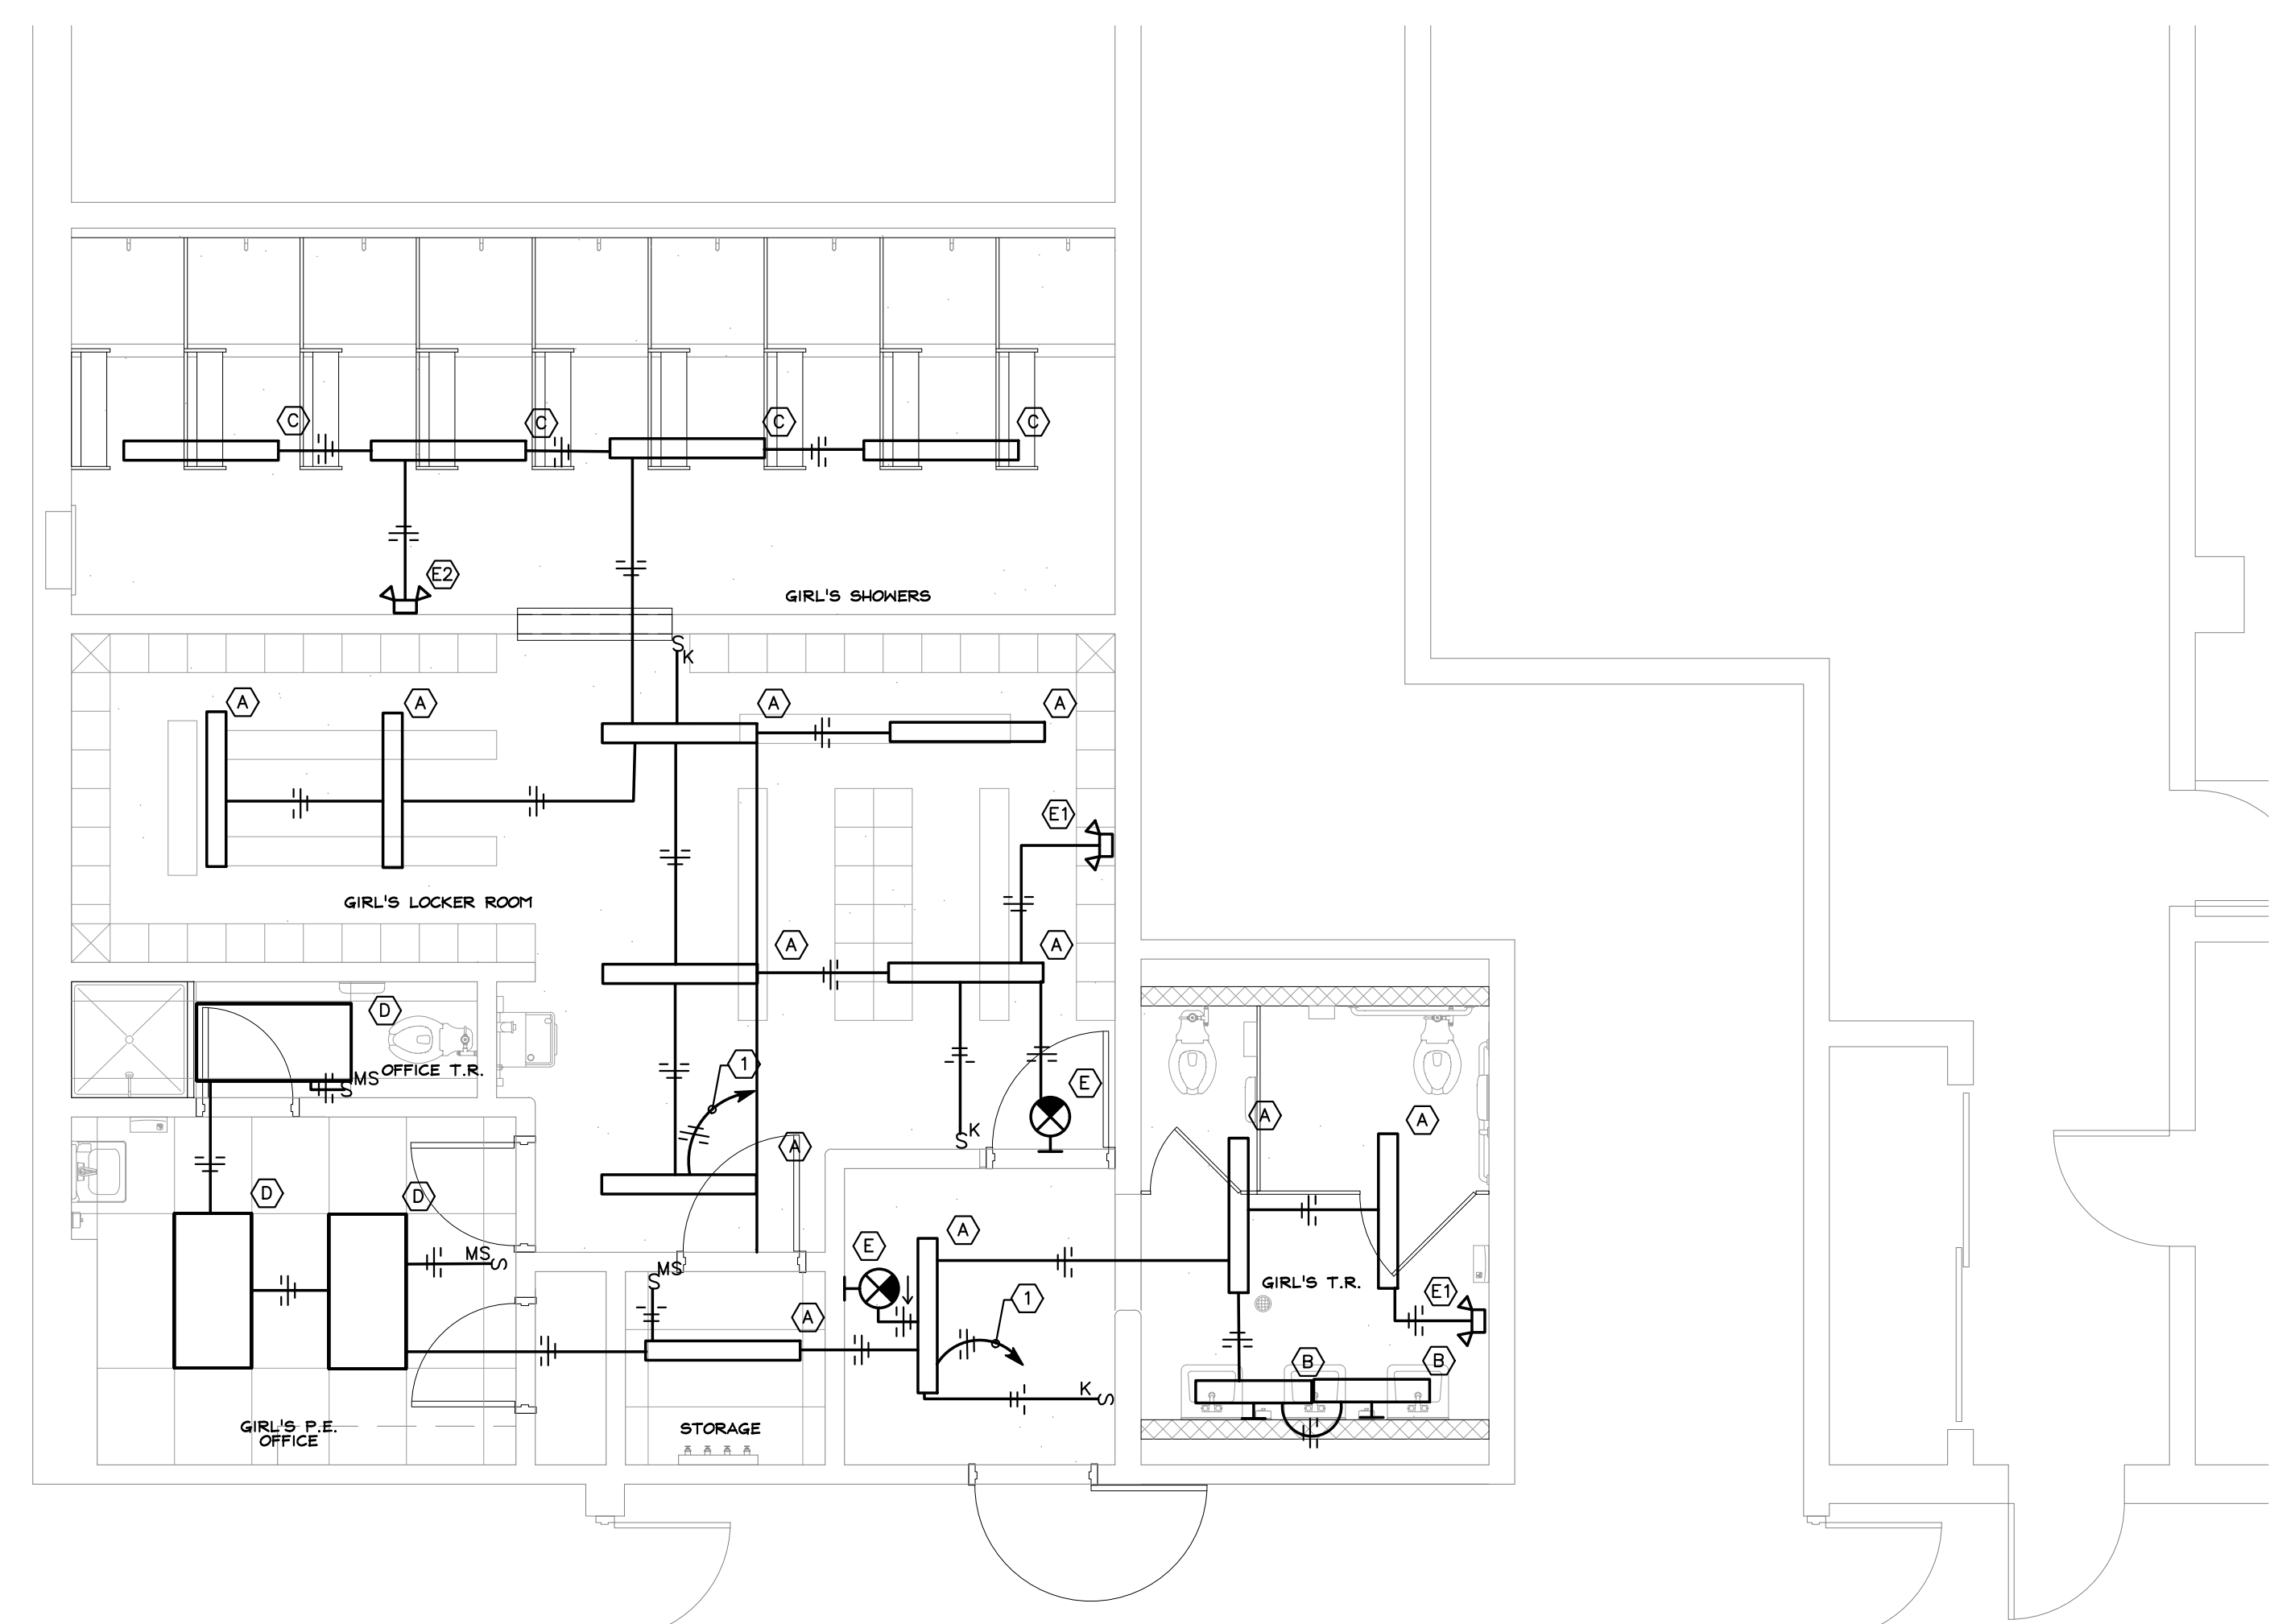 C
C
C
C
E2
GIRL'S SHOWERS
S
K
A
A
A
A
E1
GIRL'S LOCKER ROOM
A
A
D
OFFICE T.R.
MS
S
1
E
A
A
A
S
K
D
D
A
E
A
MS
S
MS
S
1
GIRL'S T.R.
E1
A
K
S
B
B
GIRL'S P.E.
OFFICE
STORAGE